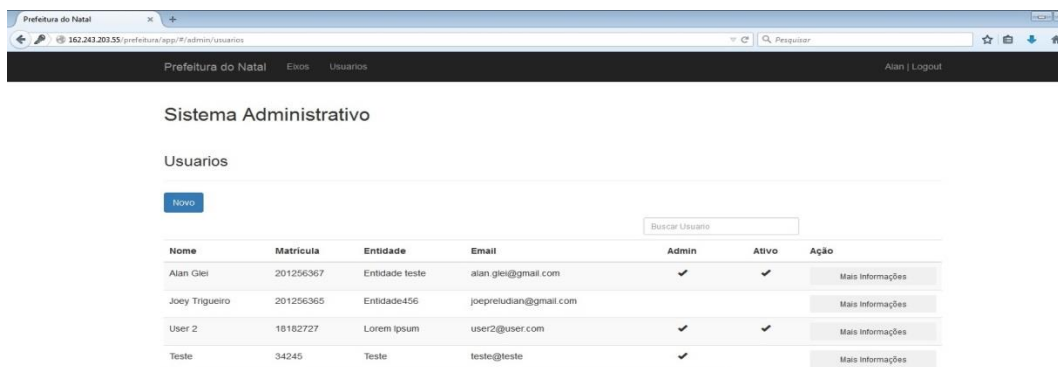 Prefeitura do Natal × +
162.243.203.55/prefeitura/app/#/admin/usuarios Pesquisar
Prefeitura do Natal Eixos Usuarios Alan | Logout
Sistema Administrativo
Usuarios
Novo
Buscar Usuario
Nome Matrícula Entidade Email Admin Ativo Ação
Alan Glei 201256367 Entidade teste alan.glei@gmail.com Mais Informações
Joey Trigueiro 201256365 Entidade456 joepreludian@gmail.com Mais Informações
User 2 18182727 Lorem Ipsum user2@user.com Mais Informações
Teste 34245 Teste teste@teste Mais Informações